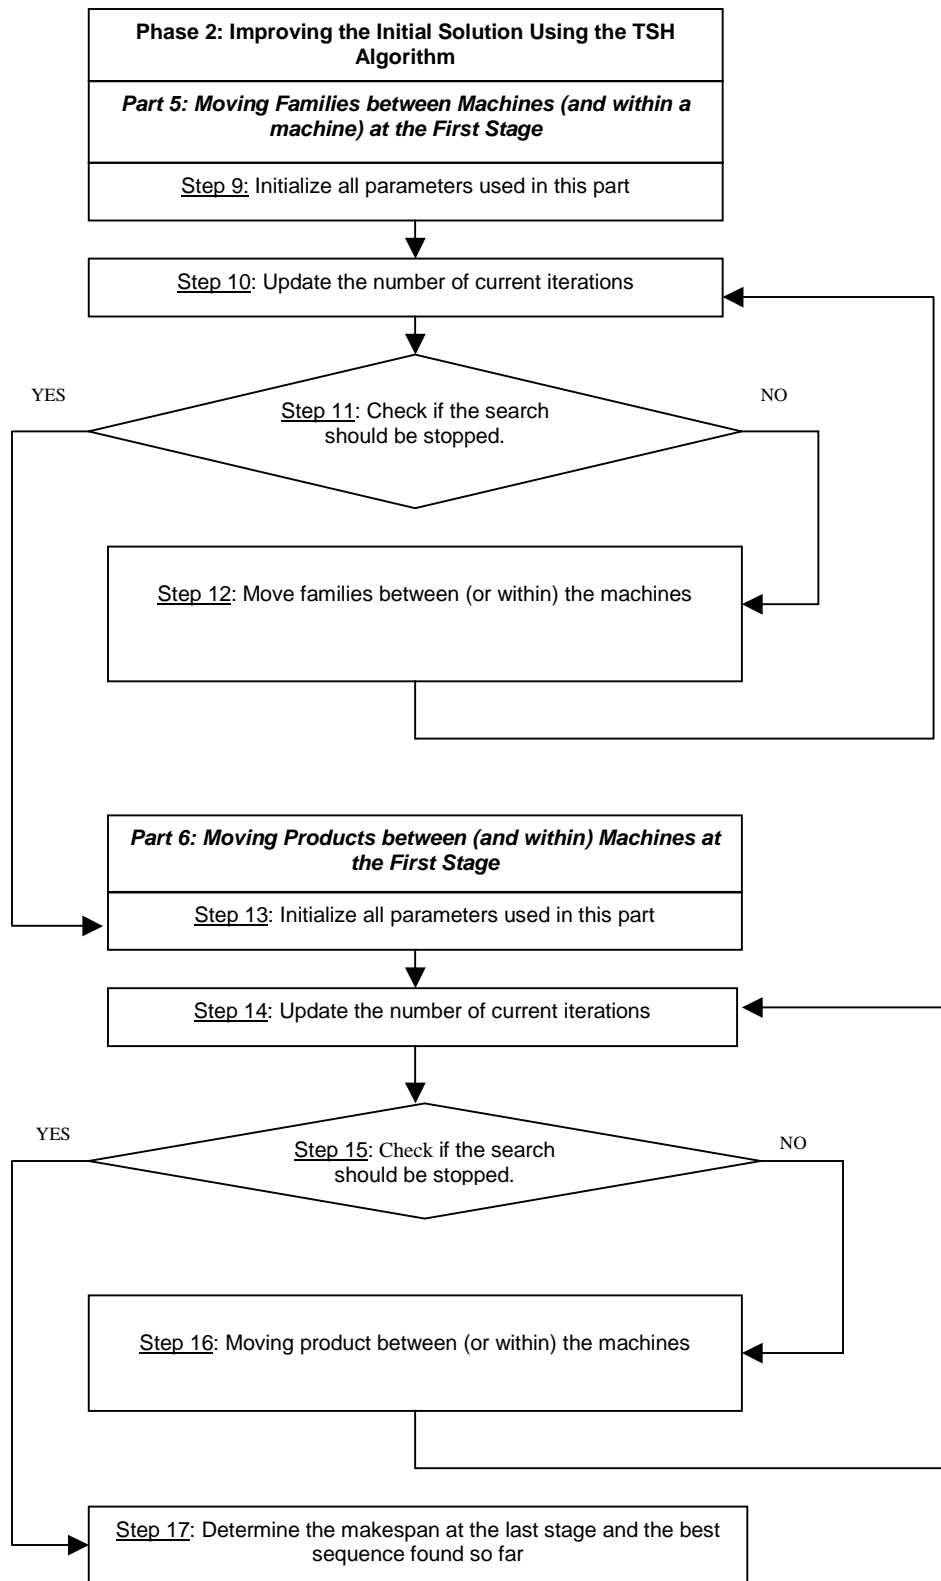 Phase 2: Improving the Initial Solution Using the TSH
Algorithm
Part 5: Moving Families between Machines (and within a
machine) at the First Stage
Step 9: Initialize all parameters used in this part
Step 10: Update the number of current iterations
YES
NO
Step 11: Check if the search
should be stopped.
Step 12: Move families between (or within) the machines
Part 6: Moving Products between (and within) Machines at
the First Stage
Step 13: Initialize all parameters used in this part
Step 14: Update the number of current iterations
YES
NO
Step 15: Check if the search
should be stopped.
Step 16: Moving product between (or within) the machines
Step 17: Determine the makespan at the last stage and the best
sequence found so far